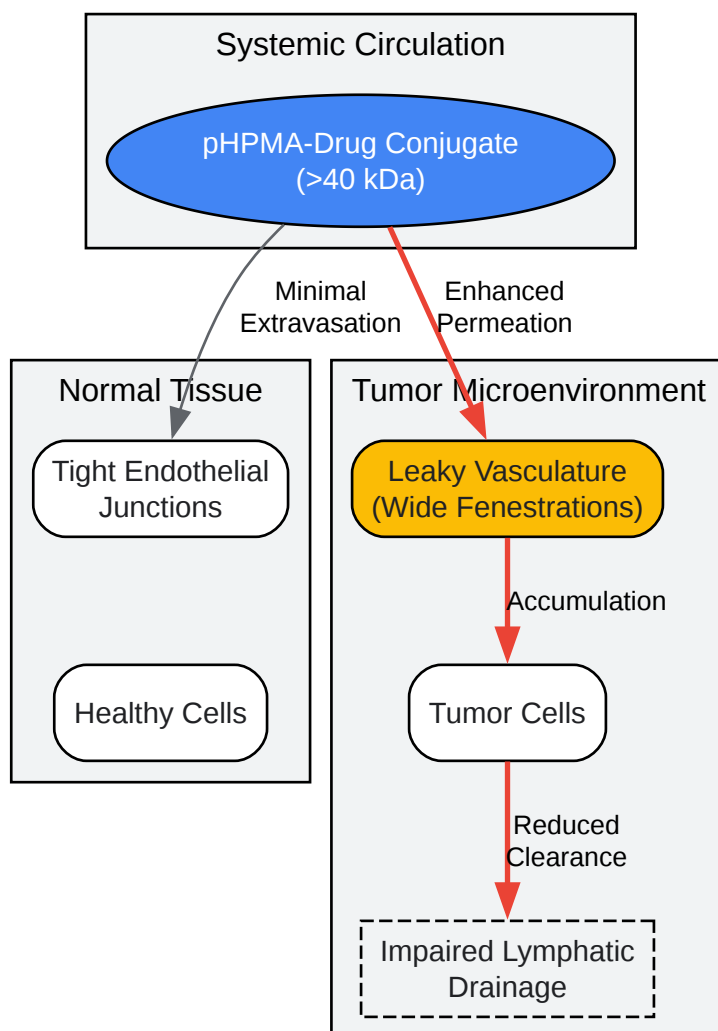 Systemic Circulation
pHPMA-Drug Conjugate
(>40 kDa)
Minimal
Extravasation
Enhanced
Permeation
Normal Tissue
Tight Endothelial
Junctions
Healthy Cells
Tumor Microenvironment
Leaky Vasculature
(Wide Fenestrations)
Accumulation
Tumor Cells
Reduced
Clearance
Impaired Lymphatic
Drainage